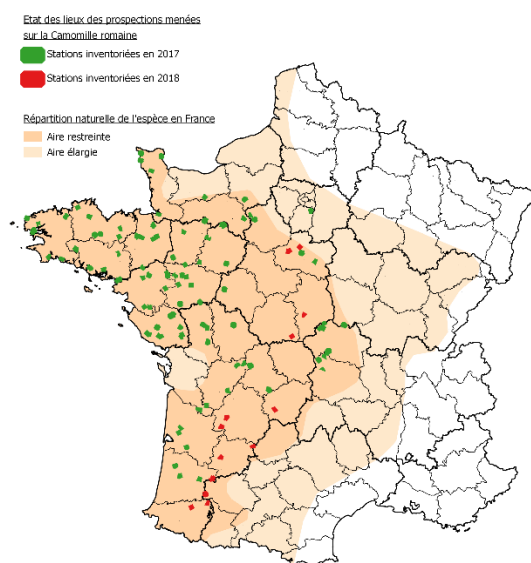 Etat des lieux des prospections menées
sur la Camomille romaine
Stations inventoriées en 2017
Stations inventoriées en 2018
Répartition naturelle de l'espèce en France
Aire restreinte
Aire élargie